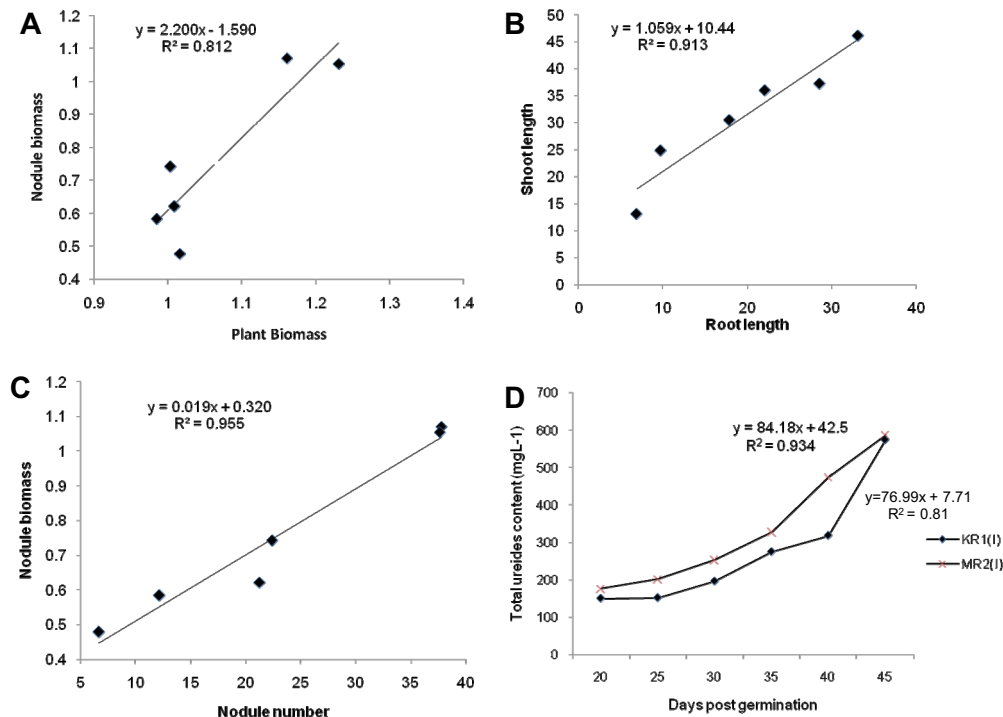 A
y = 2.200x - 1.590
R² = 0.812
Nodule biomass
1.2
1.1
1
0.9
0.8
0.7
0.6
0.5
0.4
0.9
1
1.1
1.2
1.3
1.4
Plant Biomass
B
y = 1.059x + 10.44
R² = 0.913
Shoot length
50
45
40
35
30
25
20
15
10
5
0
0
10
20
30
40
Root length
C
y = 0.019x + 0.320
R² = 0.955
Nodule biomass
1.2
1.1
1
0.9
0.8
0.7
0.6
0.5
0.4
5
10
15
20
25
30
35
40
Nodule number
D
y = 84.18x + 42.5
R² = 0.934
y=76.99x + 7.71
R² = 0.81
Total ureides content (mgL-1)
700
600
500
400
300
200
100
0
20
25
30
35
40
45
Days post germination
KR1(I)
MR2(I)